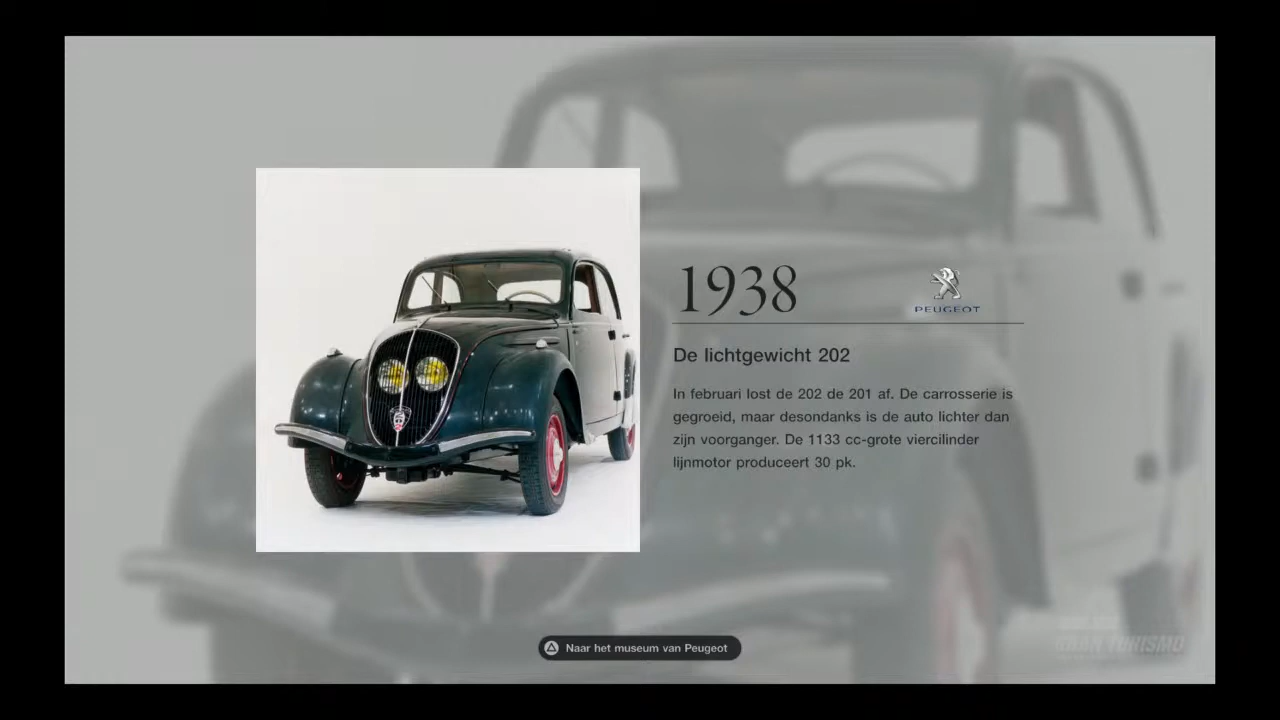 1938
PEUGEOT
De lichtgewicht 202
In februari lost de 202 de 201 af. De carrosserie is
gegroeid, maar desondanks is de auto lichter dan
zijn voorganger. De 1133 cc-grote viercilinder
lijnmotor produceert 30 pk.
Naar het museum van Peugeot
GRAN TURISMO